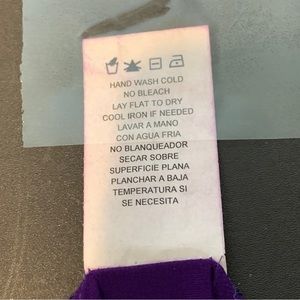 HAND WASH COLD
NO BLEACH
LAY FLAT TO DRY
COOL IRON IF NEEDED
LAVAR A MANO
CON AGUA FRIA
NO BLANQUEADOR
SECAR SOBRE
SUPERFICIE PLANA
PLANCHAR A BAJA
TEMPERATURA SI
SE NECESITA